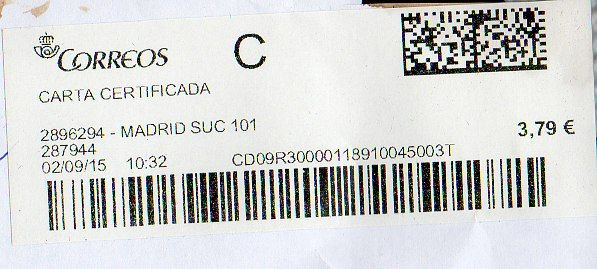 CORREOS
C
CARTA CERTIFICADA
2896294 - MADRID SUC 101
287944
3,79 €
02/09/15 10:32 CD09R30000118910045003T